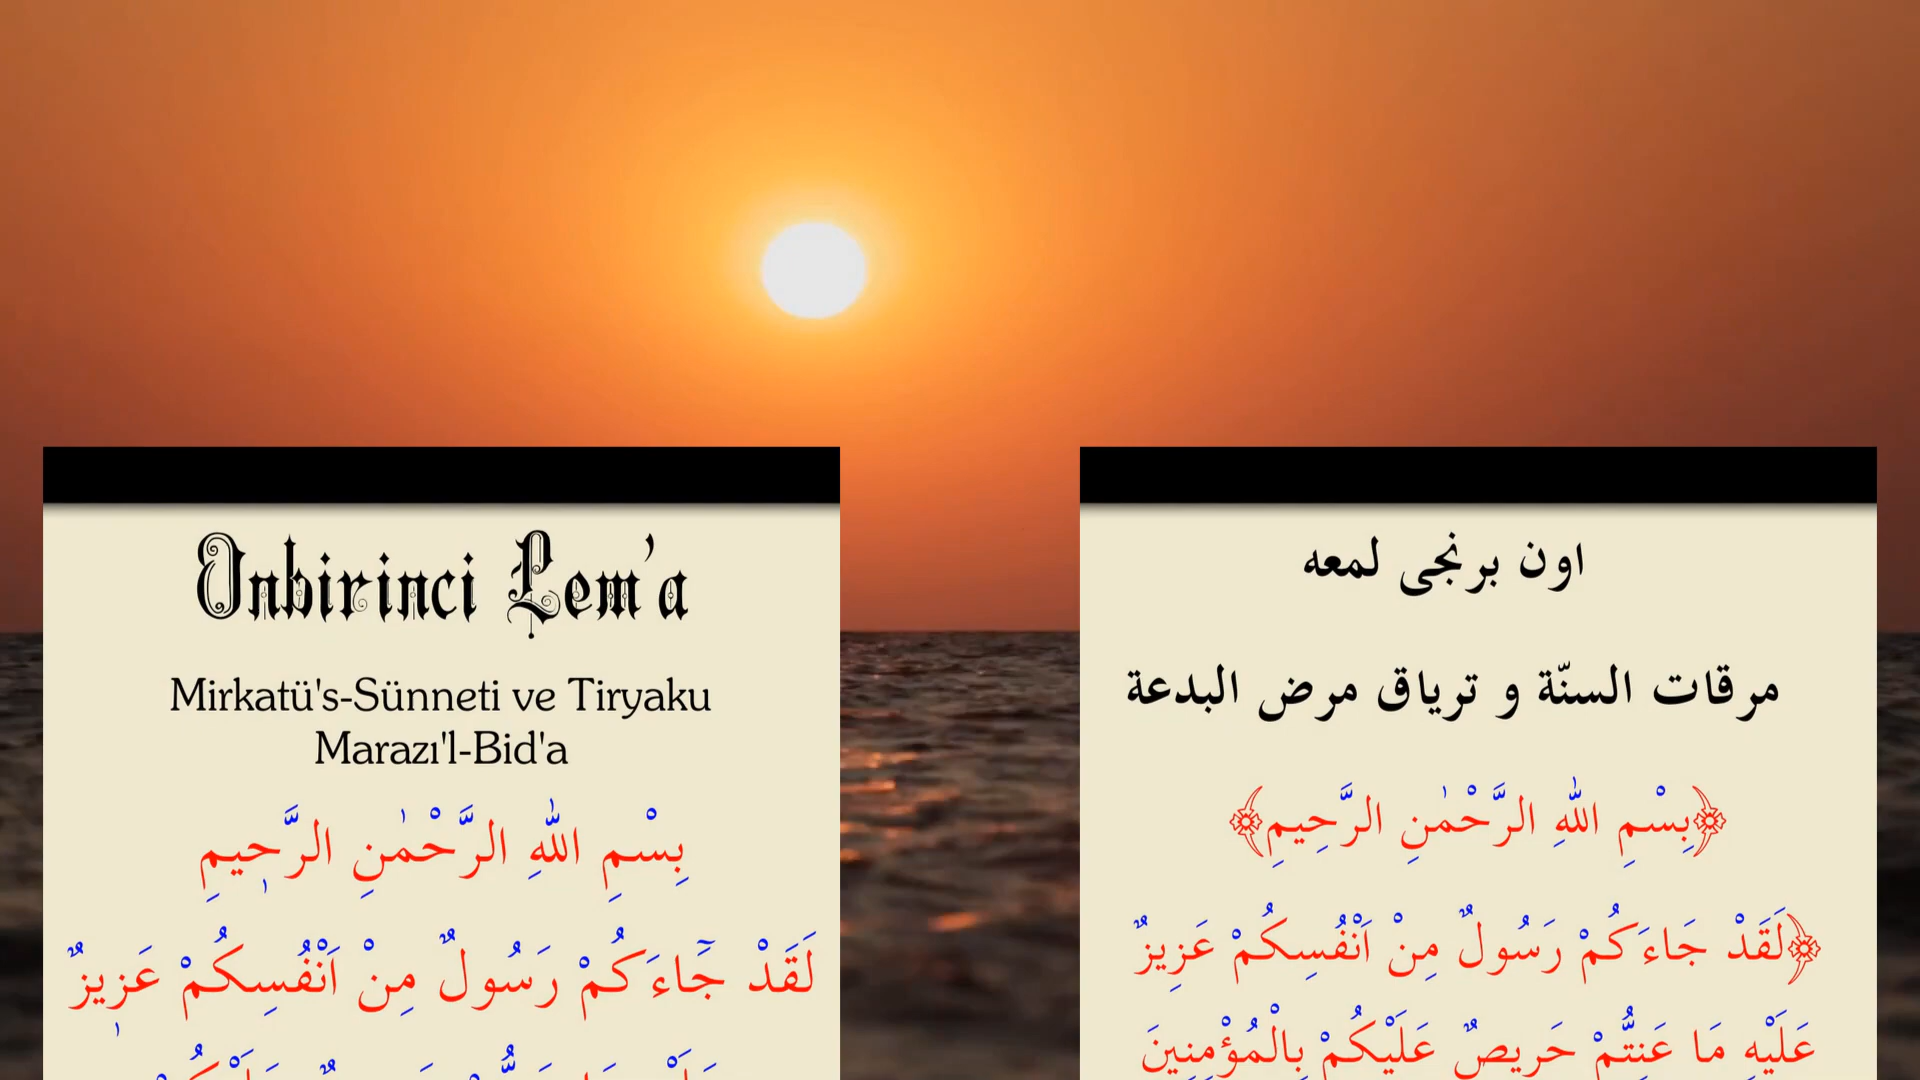 Onbirinci Lem'a
Mirkatü's-Sünneti ve Tiryaku
Marazı'l-Bid'a
بِسْمِ اللّٰهِ الرَّحْمٰنِ الرَّحٖيمِ
لَقَدْ جَٓاءَكُمْ رَسُولٌ مِنْ اَنْفُسِكُمْ عَزٖيزٌ
اون برنجى لمعه
مرقات السنّة و ترياق مرض البدعة
﴿بِسْمِ اللّٰهِ الرَّحْمٰنِ الرَّحِيمِ﴾
﴿لَقَدْ جَاءَكُمْ رَسُولٌ مِنْ اَنْفُسِكُمْ عَزِيزٌ
عَلَيْهِ مَا عَنِتُّمْ حَرِيصٌ عَلَيْكُمْ بِالْمُؤْمِنِينَ